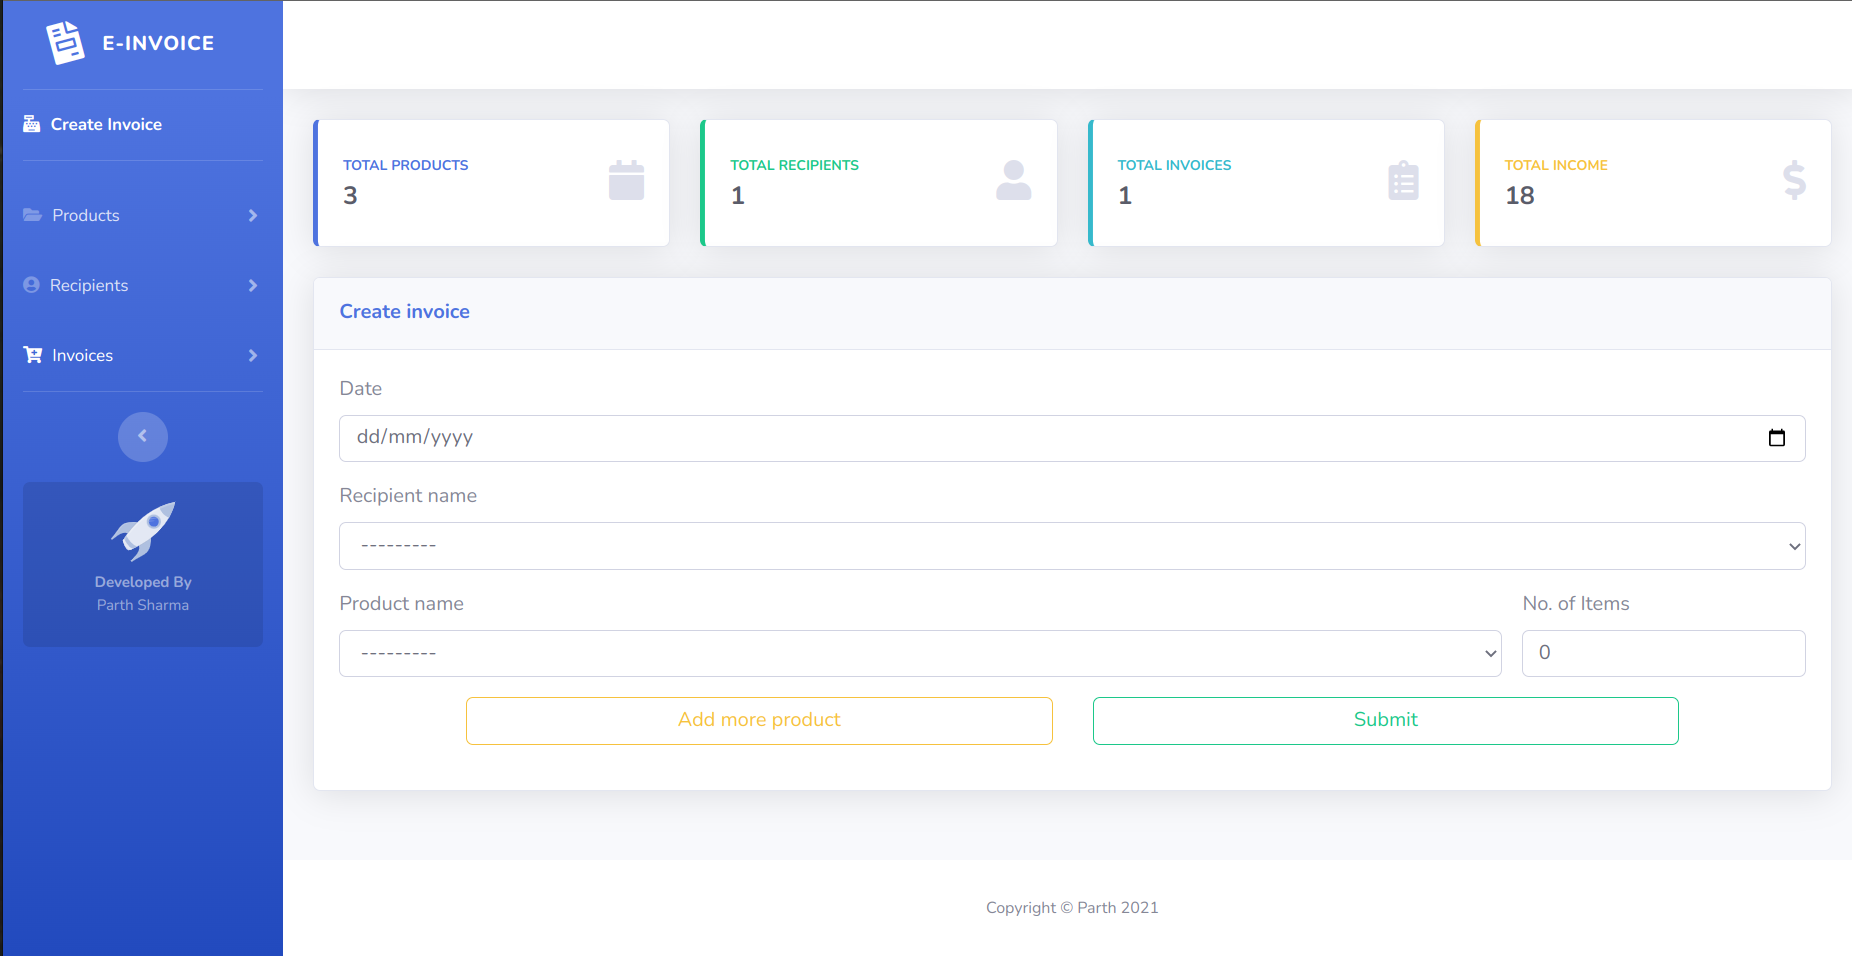 E-INVOICE
Create Invoice
Products
Recipients
Invoices
Developed By
Parth Sharma
TOTAL PRODUCTS
3
TOTAL RECIPIENTS
1
TOTAL INVOICES
1
TOTAL INCOME
18
$
Create invoice
Date
dd/mm/yyyy
Recipient name
---------
Product name
No. of Items
---------
0
Add more product
Submit
Copyright © Parth 2021